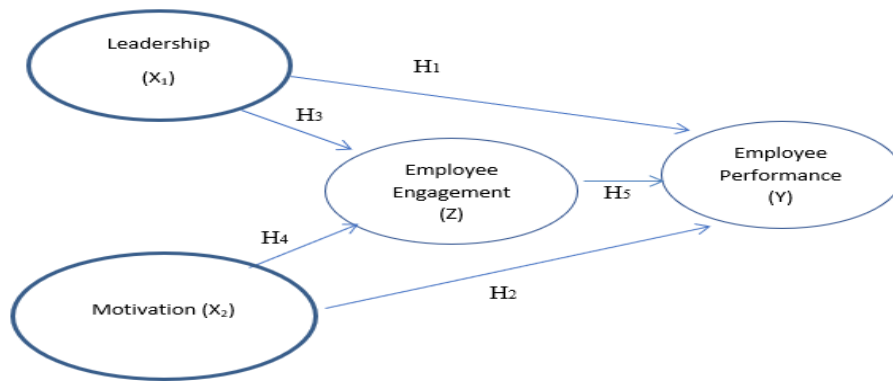 Leadership
(X₁)
H₁
H₃
Employee
Engagement
(Z)
Employee
Performance
(Y)
H₅
H₄
Motivation (X₂)
H₂